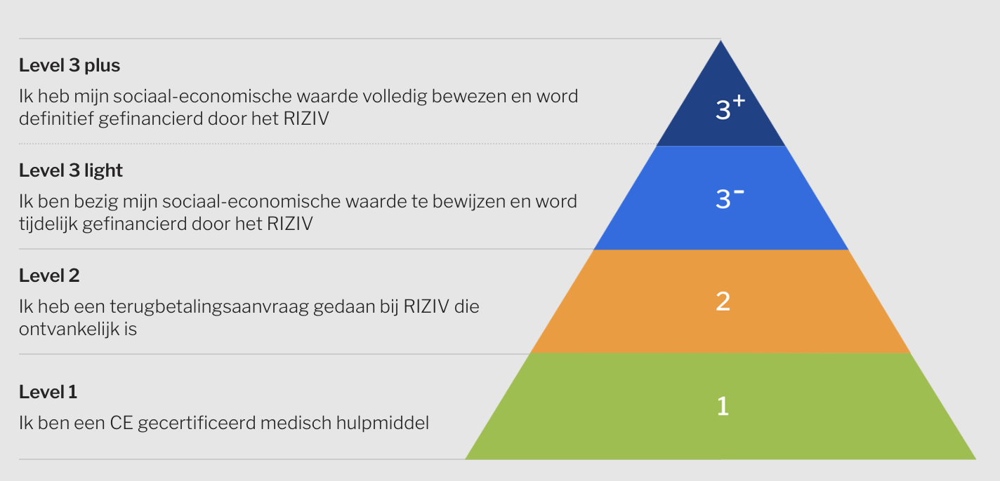 Level 3 plus
Ik heb mijn sociaal-economische waarde volledig bewezen en word
definitief gefinancierd door het RIZIV
3+
Level 3 light
Ik ben bezig mijn sociaal-economische waarde te bewijzen en word
tijdelijk gefinancierd door het RIZIV
3-
Level 2
Ik heb een terugbetalingsaanvraag gedaan bij RIZIV die
ontvankelijk is
2
Level 1
Ik ben een CE gecertificeerd medisch hulpmiddel
1